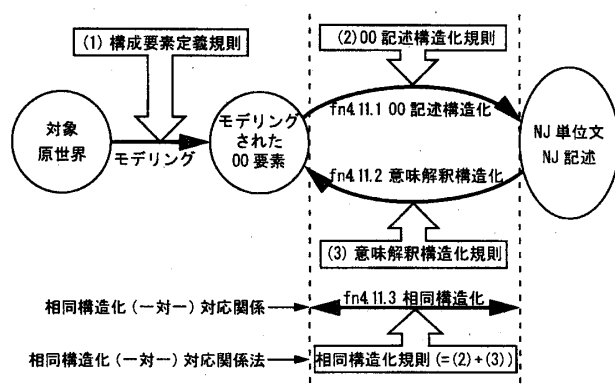 (1) 構成要素定義規則
(2)OO 記述構造化規則
fn4.11.1 OO 記述構造化
対象
原世界
モデリング
モデリング
された
OO 要素
NJ 単位文
NJ 記述
fn4.11.2 意味解釈構造化
(3) 意味解釈構造化規則
相同構造化(一対一)対応関係
fn4.11.3 相同構造化
相同構造化(一対一)対応関係法
相同構造化規則(=(2)+(3))